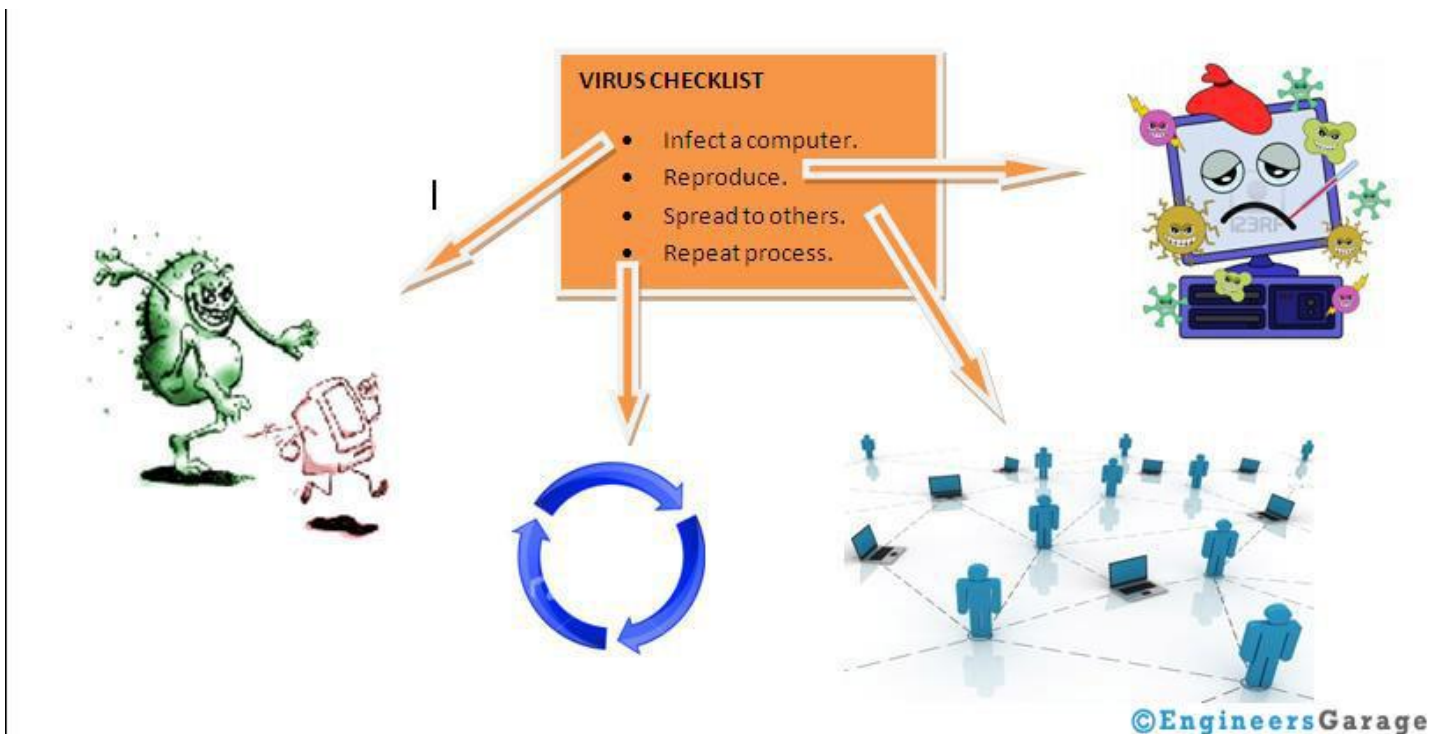 VIRUS CHECKLIST
• Infect a computer.
• Reproduce.
• Spread to others.
• Repeat process.
123RF
©EngineersGarage